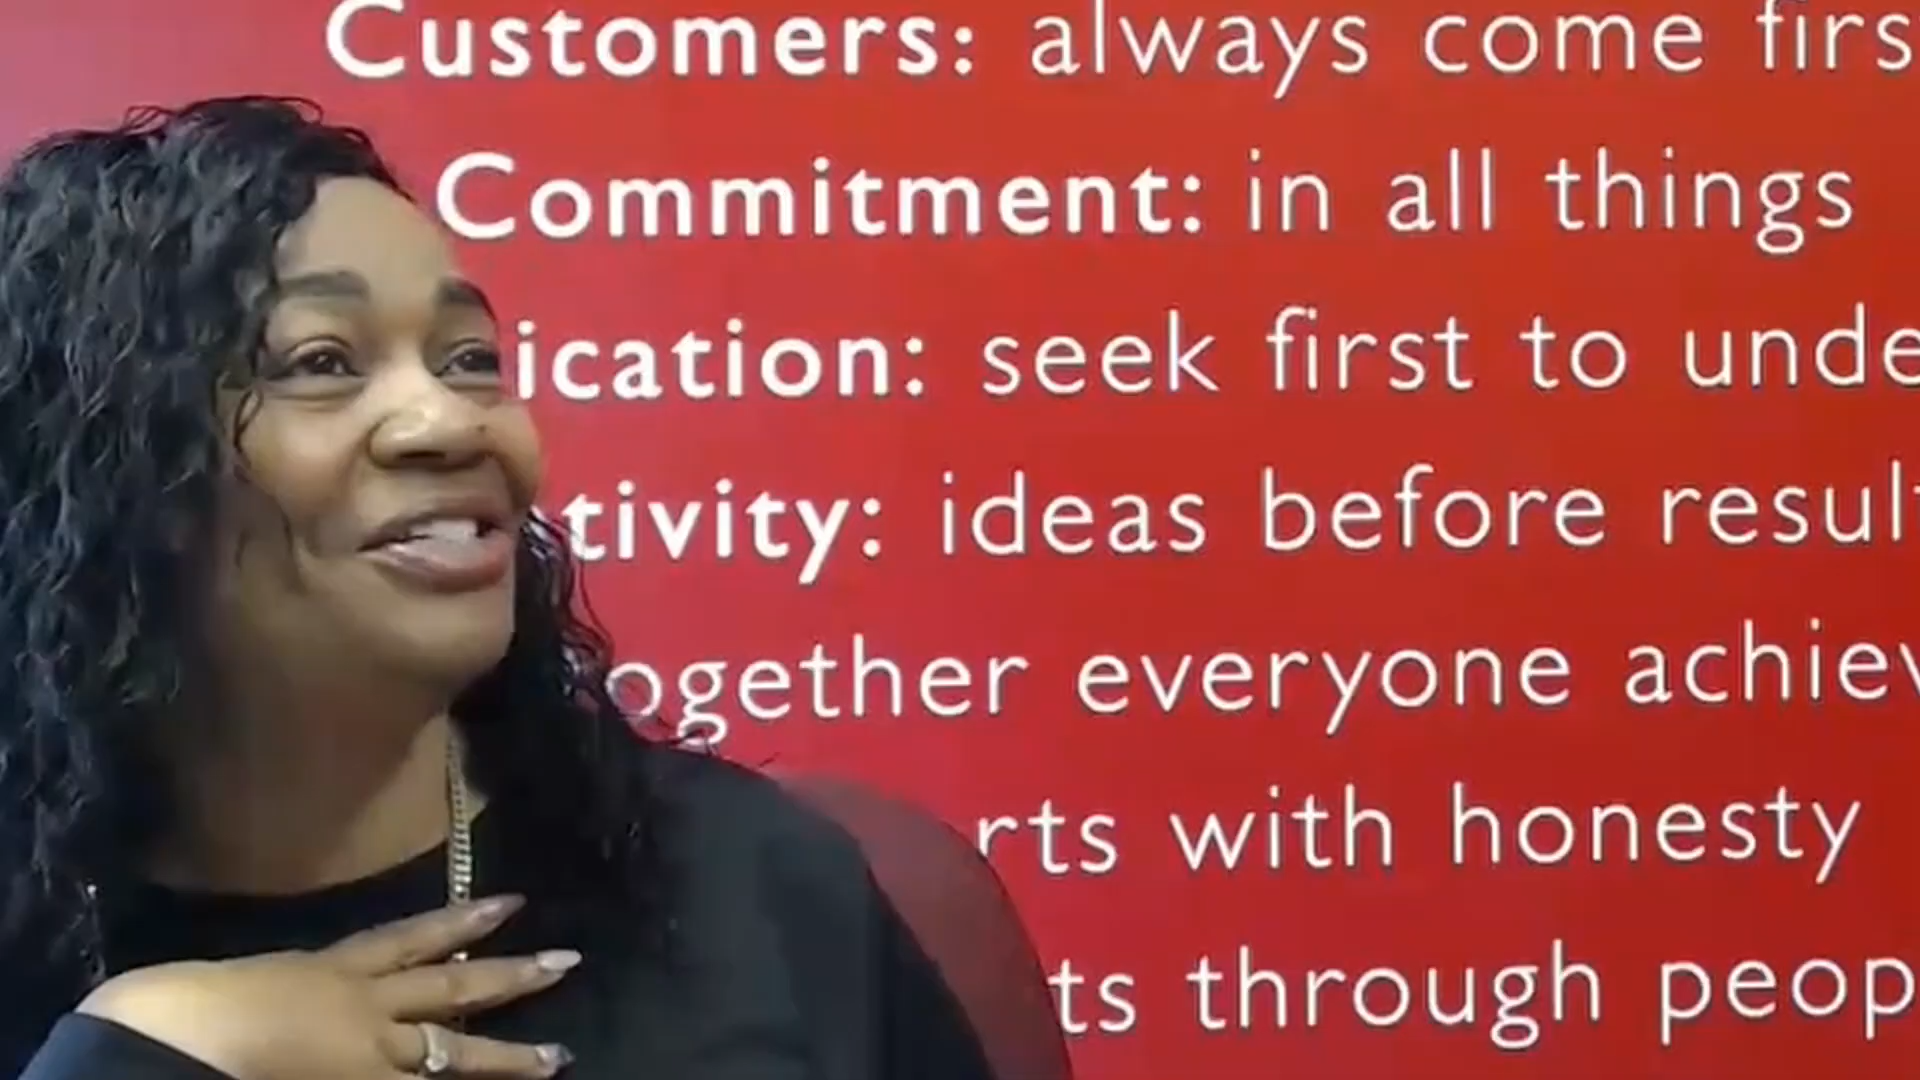 Customers: always come firs
Commitment: in all things
ication: seek first to unde
tivity: ideas before result
ogether everyone achiev
rts with honesty
ts through peop